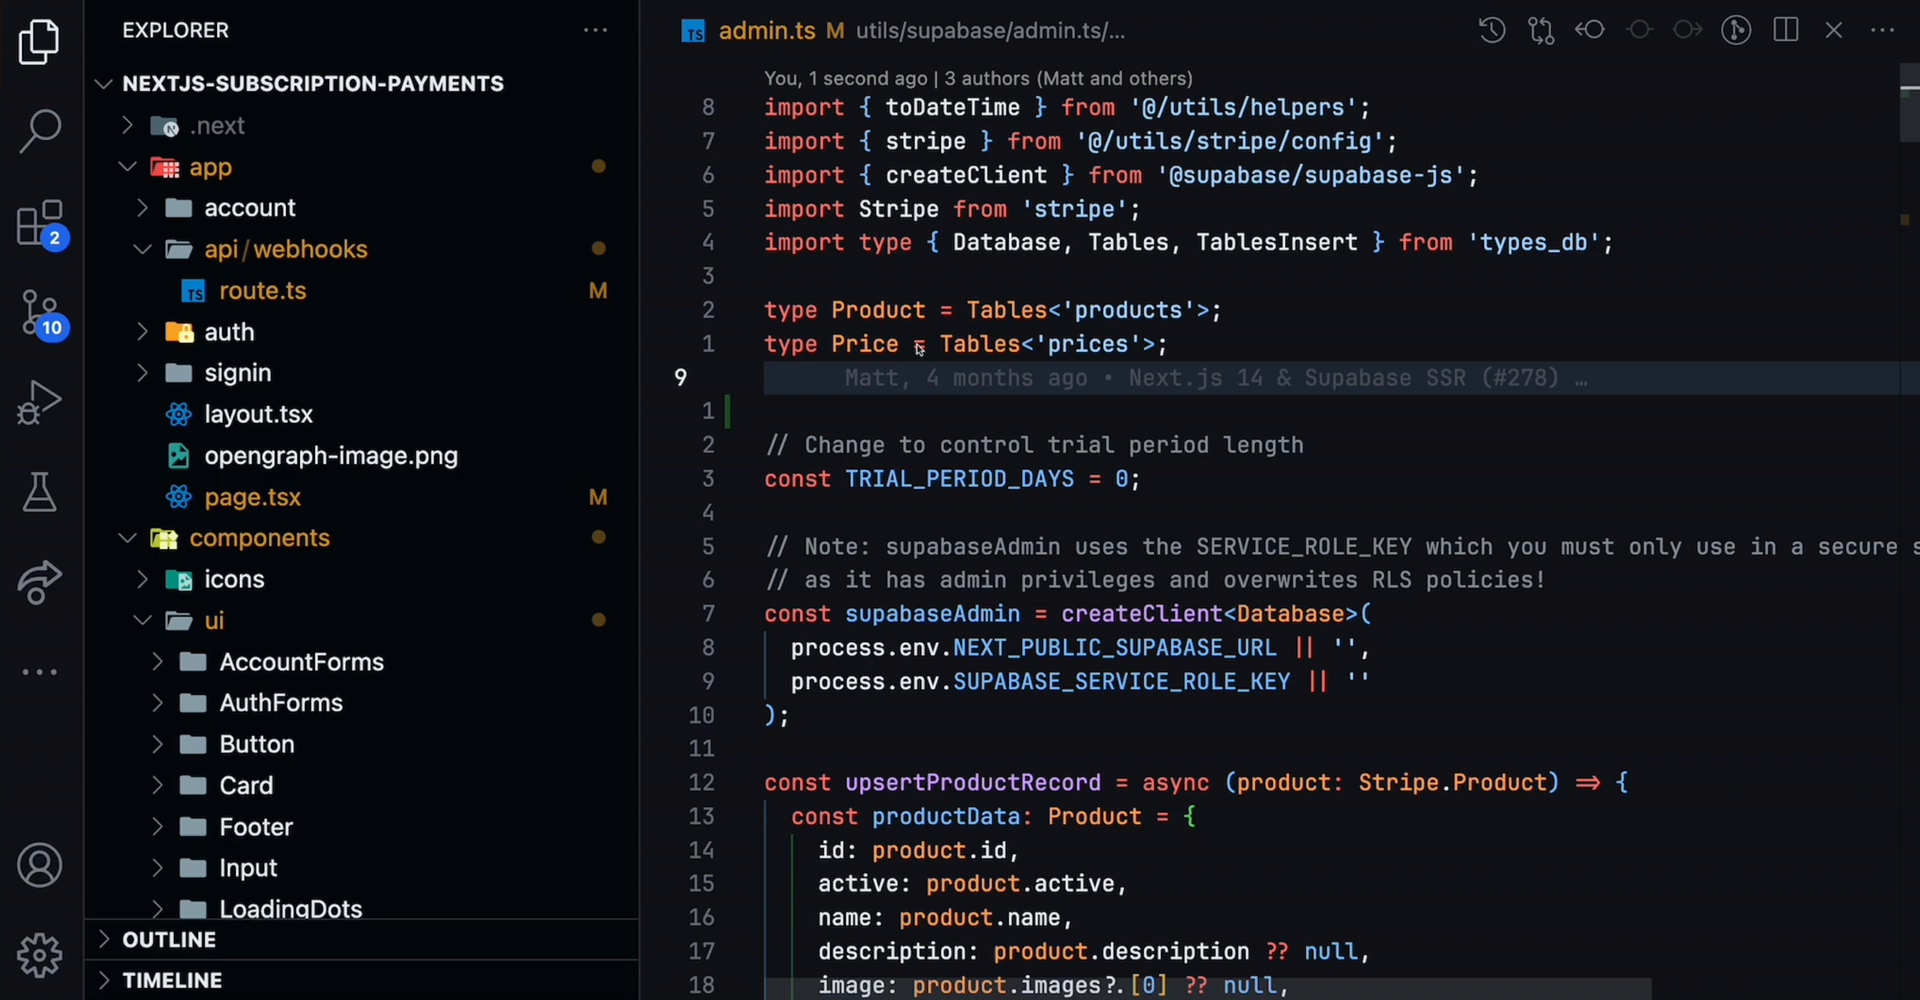 EXPLORER
NEXTJS-SUBSCRIPTION-PAYMENTS
.next
app
account
api/webhooks
route.ts M
auth
signin
layout.tsx
opengraph-image.png
page.tsx M
components
icons
ui
AccountForms
AuthForms
Button
Card
Footer
Input
LoadingDots
OUTLINE
TIMELINE
2
10
TS admin.ts M utils/supabase/admin.ts/...
You, 1 second ago | 3 authors (Matt and others)
8 import { toDateTime } from '@/utils/helpers';
7 import { stripe } from '@/utils/stripe/config';
6 import { createClient } from '@supabase/supabase-js';
5 import Stripe from 'stripe';
4 import type { Database, Tables, TablesInsert } from 'types_db';
3
2 type Product = Tables<'products'>;
1 type Price = Tables<'prices'>;
9 Matt, 4 months ago • Next.js 14 & Supabase SSR (#278) …
1
2 // Change to control trial period length
3 const TRIAL_PERIOD_DAYS = 0;
4
5 // Note: supabaseAdmin uses the SERVICE_ROLE_KEY which you must only use in a secure s
6 // as it has admin privileges and overwrites RLS policies!
7 const supabaseAdmin = createClient<Database>(
8 process.env.NEXT_PUBLIC_SUPABASE_URL || '',
9 process.env.SUPABASE_SERVICE_ROLE_KEY || ''
10 );
11
12 const upsertProductRecord = async (product: Stripe.Product) => {
13 const productData: Product = {
14 id: product.id,
15 active: product.active,
16 name: product.name,
17 description: product.description ?? null,
18 image: product.images?.[0] ?? null,